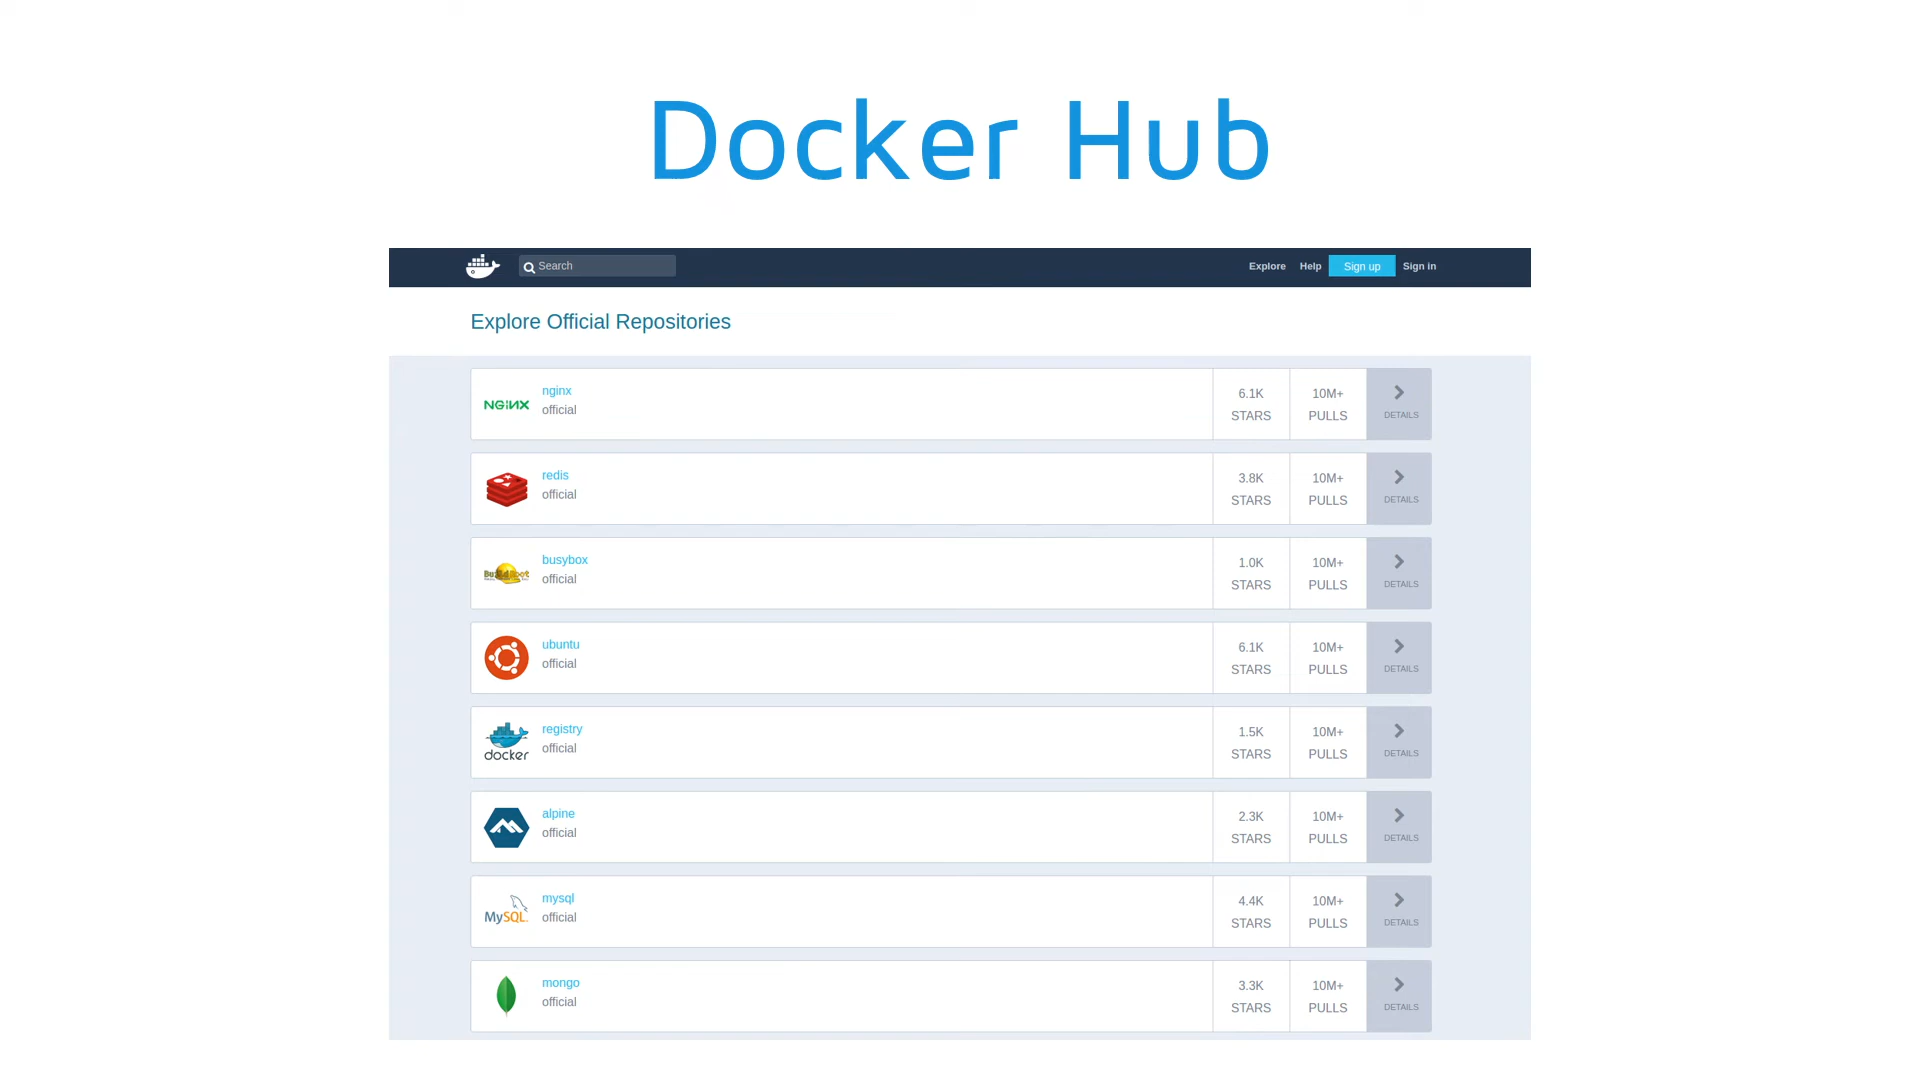 Docker Hub
Search
Explore Help Sign up Sign in
Explore Official Repositories
NGINX
nginx
official
6.1K
STARS
10M+
PULLS
DETAILS
redis
official
3.8K
STARS
10M+
PULLS
DETAILS
busybox
official
1.0K
STARS
10M+
PULLS
DETAILS
ubuntu
official
6.1K
STARS
10M+
PULLS
DETAILS
docker
registry
official
1.5K
STARS
10M+
PULLS
DETAILS
alpine
official
2.3K
STARS
10M+
PULLS
DETAILS
MySQL
mysql
official
4.4K
STARS
10M+
PULLS
DETAILS
mongo
official
3.3K
STARS
10M+
PULLS
DETAILS